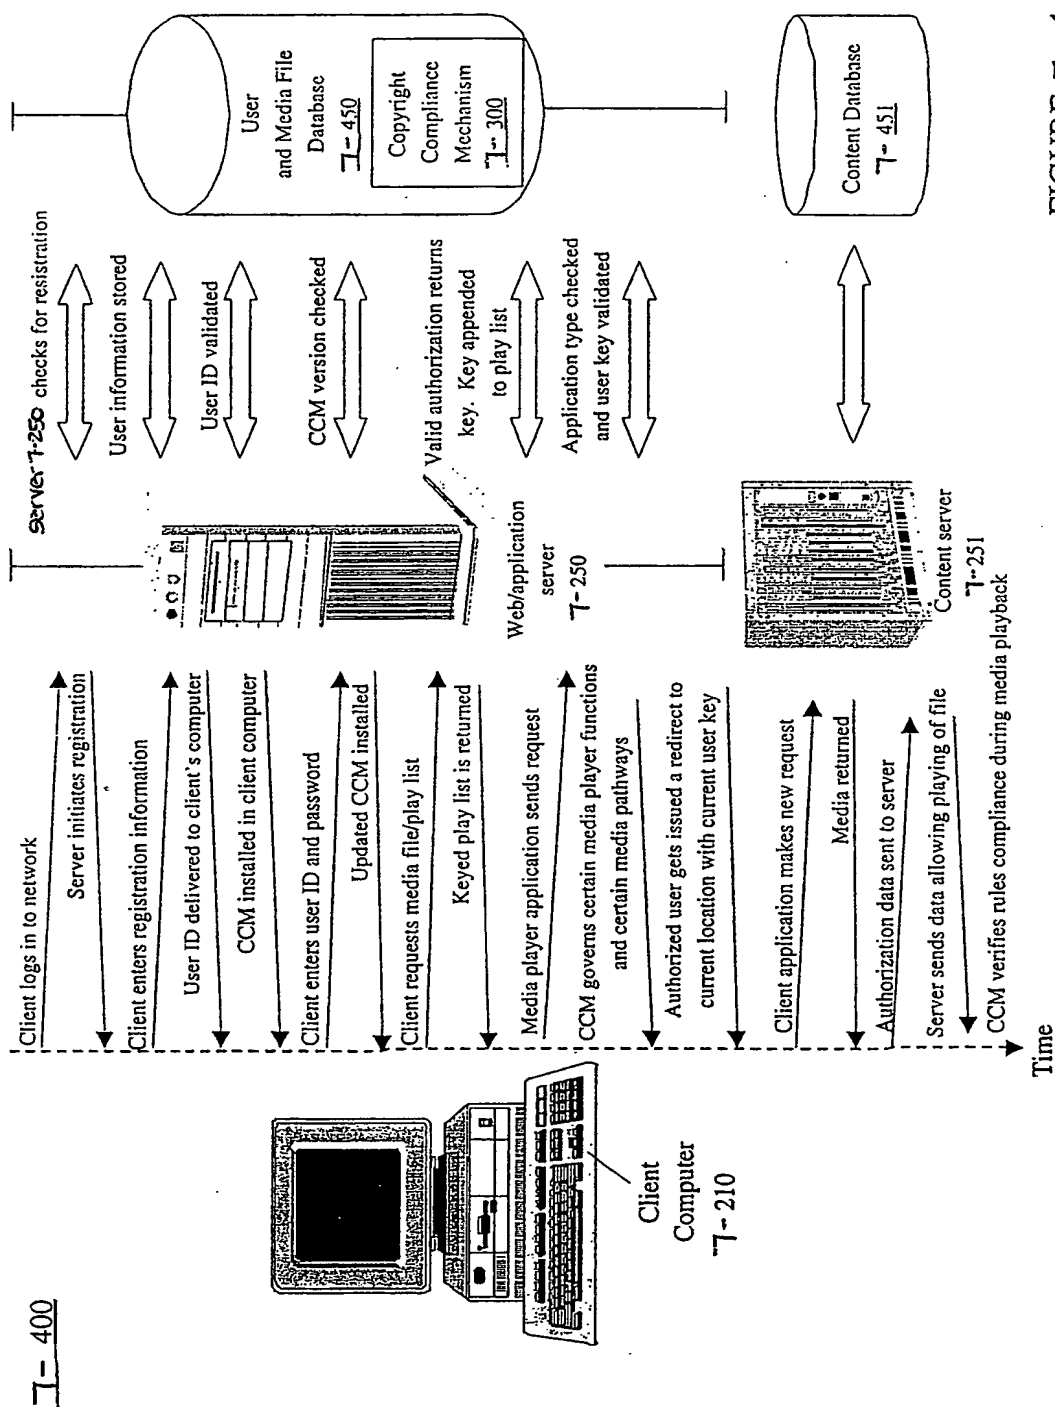 7-400
Server 7-250 checks for resistration
Client logs in to network
Server initiates registration
User information stored
Client enters registration information
User ID delivered to client's computer
User ID validated
CCM installed in client computer
Client enters user ID and password
CCM version checked
Updated CCM installed
Client requests media file/play list
Valid authorization returns
key. Key appended
to play list
Keyed play list is returned
Media player application sends request
Application type checked
and user key validated
CCM governs certain media player functions
and certain media pathways
Authorized user gets issued a redirect to
current location with current user key
Client application makes new request
Media returned
Authorization data sent to server
Server sends data allowing playing of file
CCM verifies rules compliance during media playback
Time
Client
Computer
7-210
Web/application
server
7-250
Content server
7-251
User
and Media File
Database
7-450
Copyright
Compliance
Mechanism
7-300
Content Database
7-451